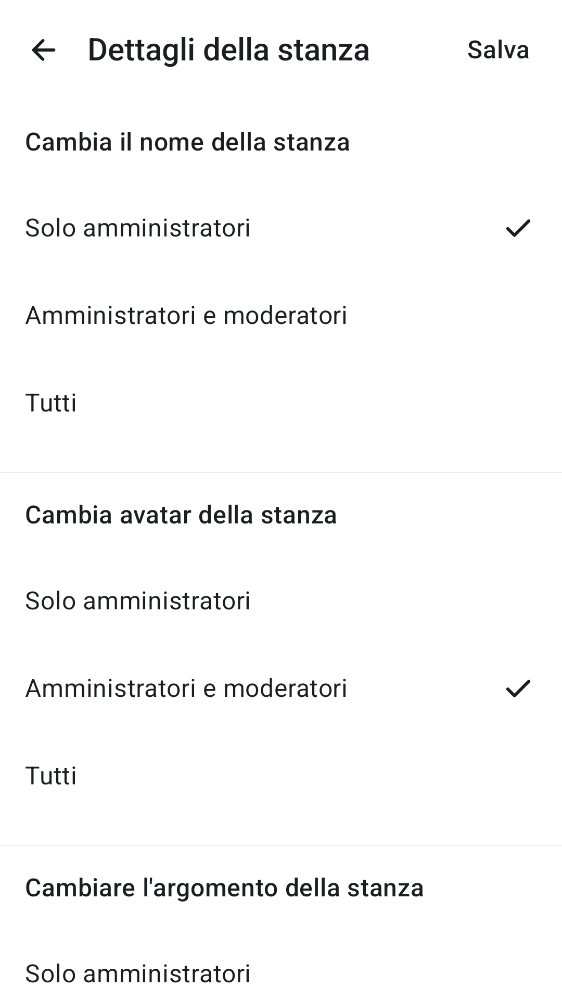 Dettagli della stanza
Salva
Cambia il nome della stanza
Solo amministratori
Amministratori e moderatori
Tutti
Cambia avatar della stanza
Solo amministratori
Amministratori e moderatori
Tutti
Cambiare l'argomento della stanza
Solo amministratori